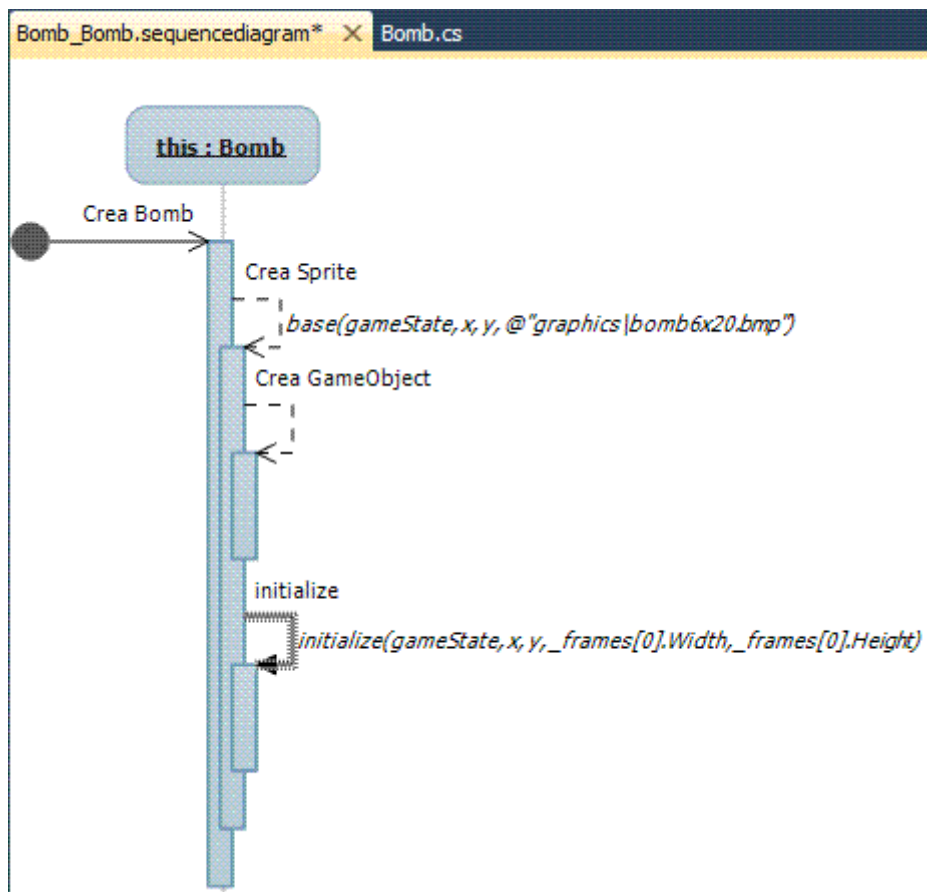 Bomb_Bomb.sequencediagram* X Bomb.cs
this : Bomb
Crea Bomb
Crea Sprite
base(gameState,x,y,@"graphics|bomb6x20.bmp")
Crea GameObject
initialize
initialize(gameState,x,y,_frames[0].Width,_frames[0].Height)